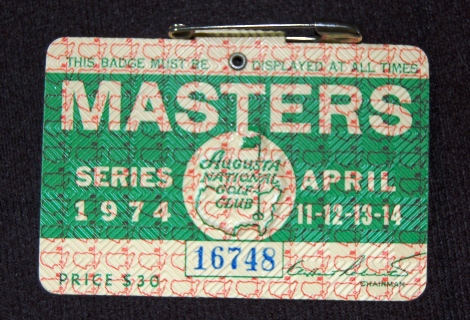 THIS BADGE MUST BE DISPLAYED AT ALL TIMES
MASTERS
SERIES
1974
AUGUSTA
NATIONAL
GOLF
CLUB
APRIL
11-12-13-14
16748
PRICE $30
CHAIRMAN